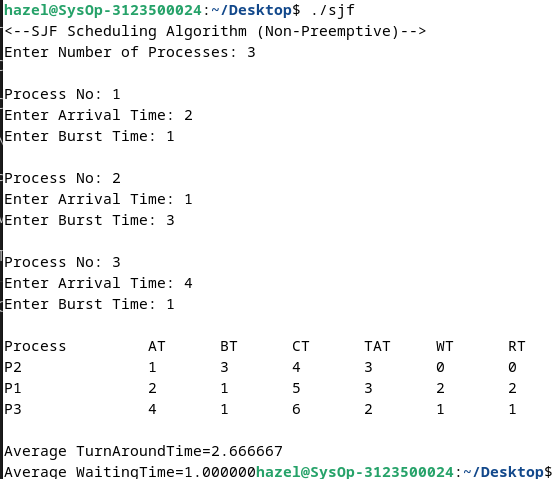 hazel@SysOp-3123500024:~/Desktop$ ./sjf
<--SJF Scheduling Algorithm (Non-Preemptive)-->
Enter Number of Processes: 3
Process No: 1
Enter Arrival Time: 2
Enter Burst Time: 1
Process No: 2
Enter Arrival Time: 1
Enter Burst Time: 3
Process No: 3
Enter Arrival Time: 4
Enter Burst Time: 1
Process AT BT CT TAT WT RT
P2 1 3 4 3 0 0
P1 2 1 5 3 2 2
P3 4 1 6 2 1 1
Average TurnAroundTime=2.666667
Average WaitingTime=1.000000hazel@SysOp-3123500024:~/Desktop$